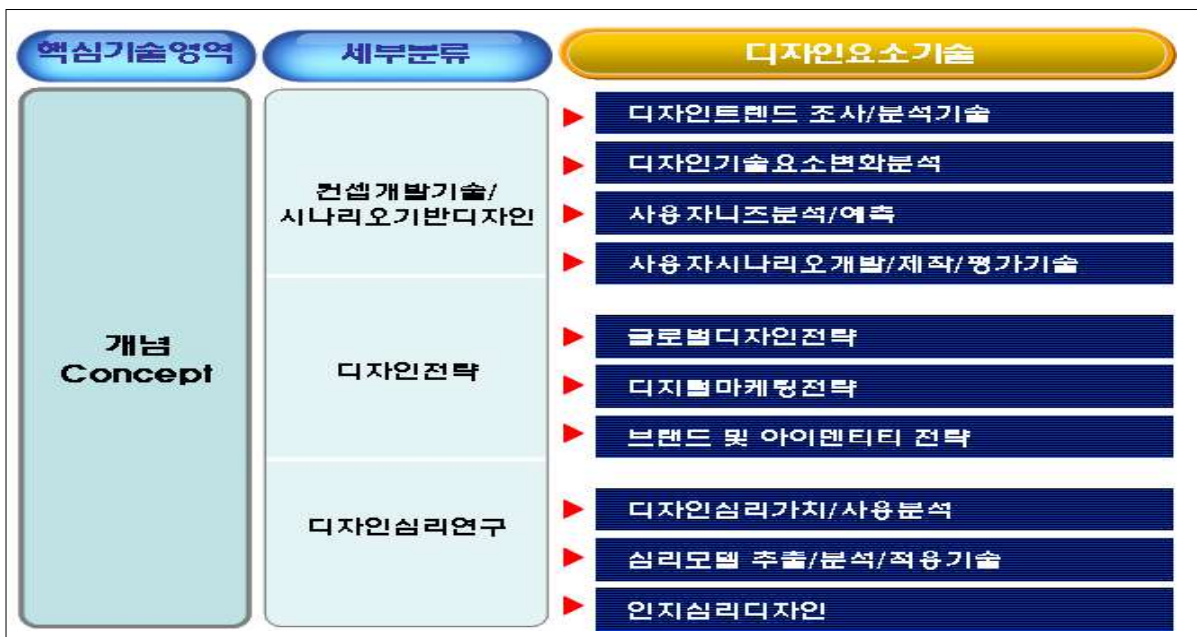 핵심기술영역
세부분류
디자인요소기술
개념
Concept
컨셉개발기술/
시나리오기반디자인
디자인트렌드 조사/분석기술
디자인기술요소변화분석
사용자니즈분석/예측
사용자시나리오개발/제작/평가기술
디자인전략
글로벌디자인전략
디지털마케팅전략
브랜드 및 아이덴티티 전략
디자인심리연구
디자인심리가치/사용분석
심리모델 추출/분석/적용기술
인지심리디자인